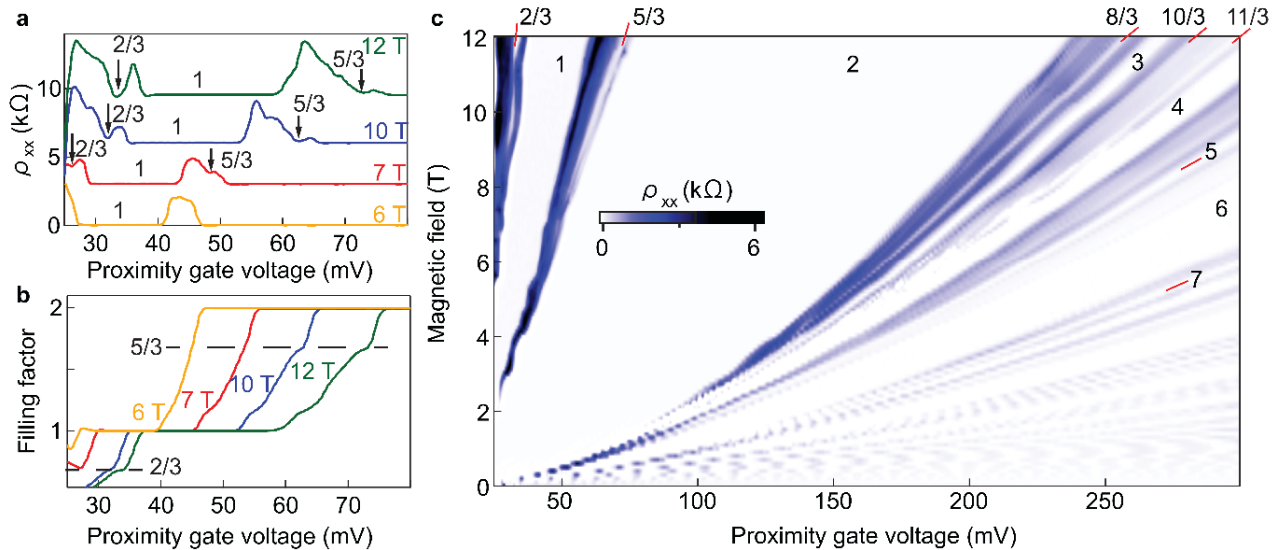 a
ρxx (kΩ)
10
5
0
12 T
2/3
1
5/3
10 T
2/3
1
5/3
7 T
2/3
1
5/3
6 T
1
30 40 50 60 70
Proximity gate voltage (mV)
b
Filling factor
2
1
5/3
2/3
6 T
7 T
10 T
12 T
30 40 50 60 70
Proximity gate voltage (mV)
c
2/3 5/3 8/3 10/3 11/3
Magnetic field (T)
12
10
8
6
4
2
0
1 2 3
4
5
6
7
ρxx (kΩ)
0 6
50 100 150 200 250
Proximity gate voltage (mV)